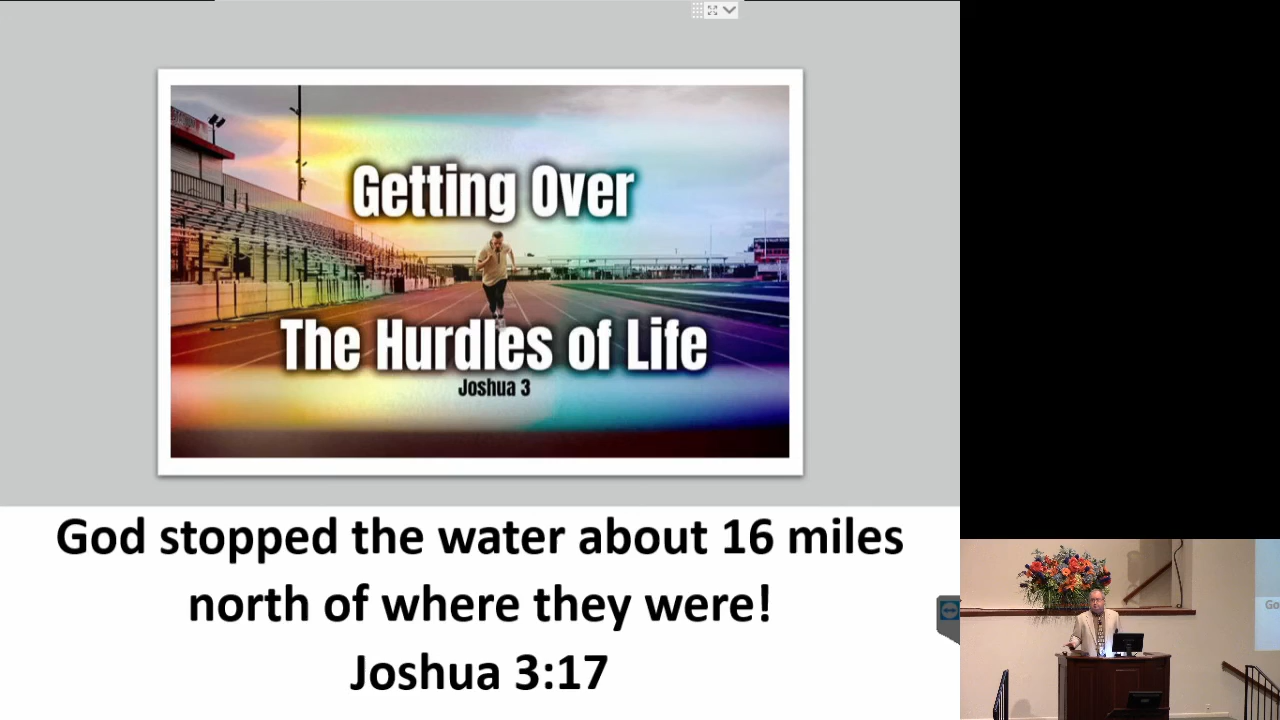 Getting Over
The Hurdles of Life
Joshua 3
God stopped the water about 16 miles
north of where they were!
Joshua 3:17
Go